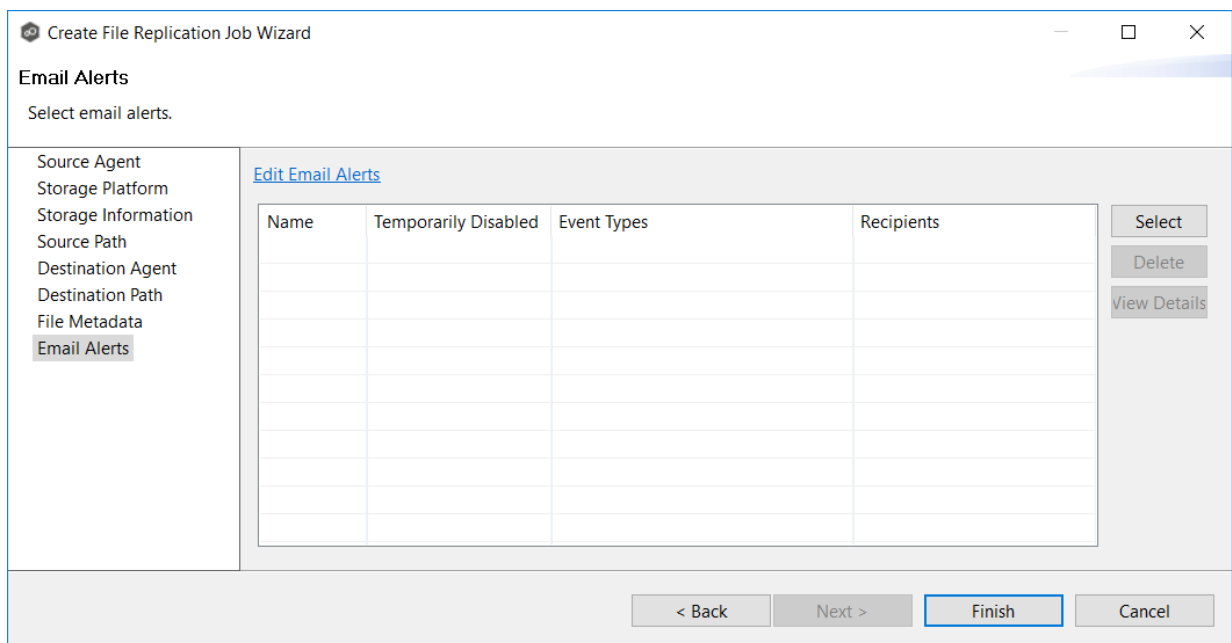 Create File Replication Job Wizard
Email Alerts
Select email alerts.
Source Agent
Storage Platform
Storage Information
Source Path
Destination Agent
Destination Path
File Metadata
Email Alerts
Edit Email Alerts
Name Temporarily Disabled Event Types Recipients
Select
Delete
View Details
< Back Next > Finish Cancel